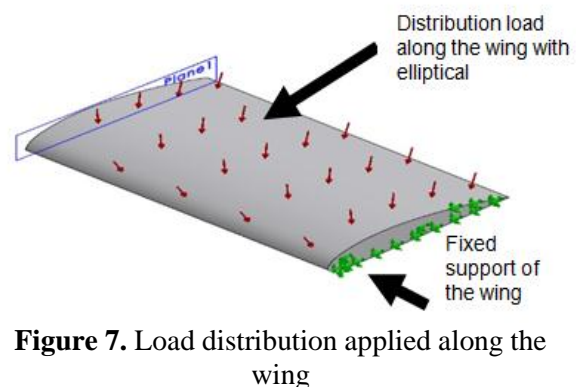 Distribution load
along the wing with
elliptical
Plane1
Fixed
support of
the wing
Figure 7. Load distribution applied along the
wing